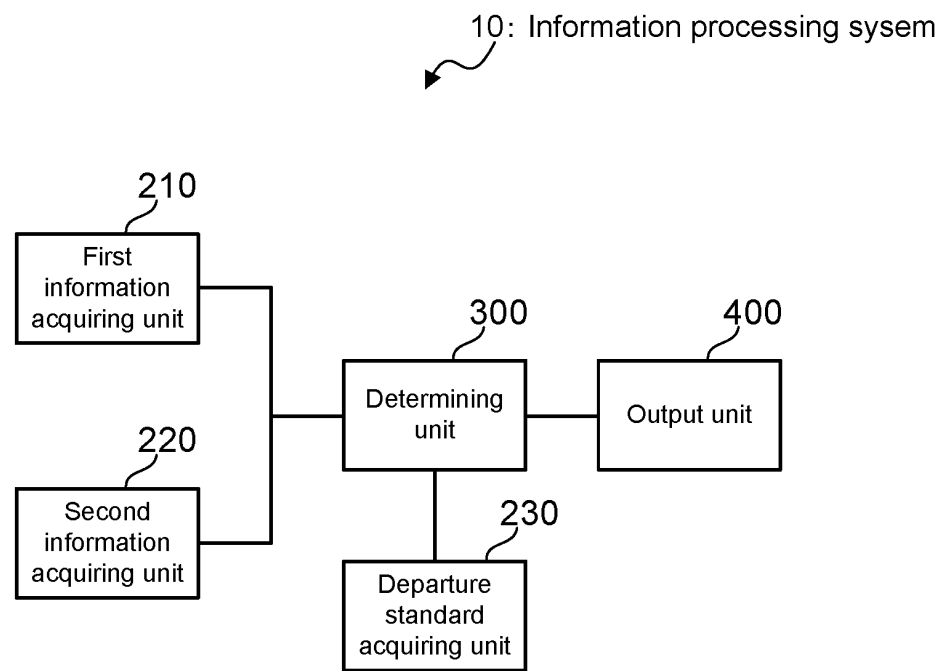 10: Information processing sysem
210
First
information
acquiring unit
300
Determining
unit
400
Output unit
220
Second
information
acquiring unit
230
Departure
standard
acquiring unit